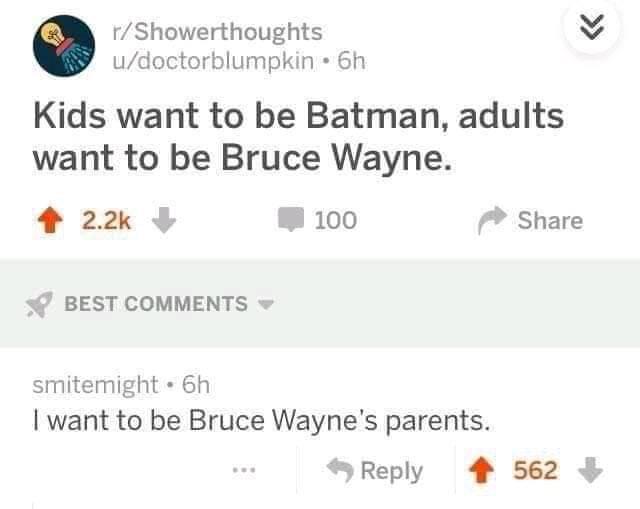 r/Showerthoughts
u/doctorblumpkin • 6h
Kids want to be Batman, adults
want to be Bruce Wayne.
2.2k 100 Share
BEST COMMENTS
smitemight • 6h
I want to be Bruce Wayne's parents.
... Reply 562